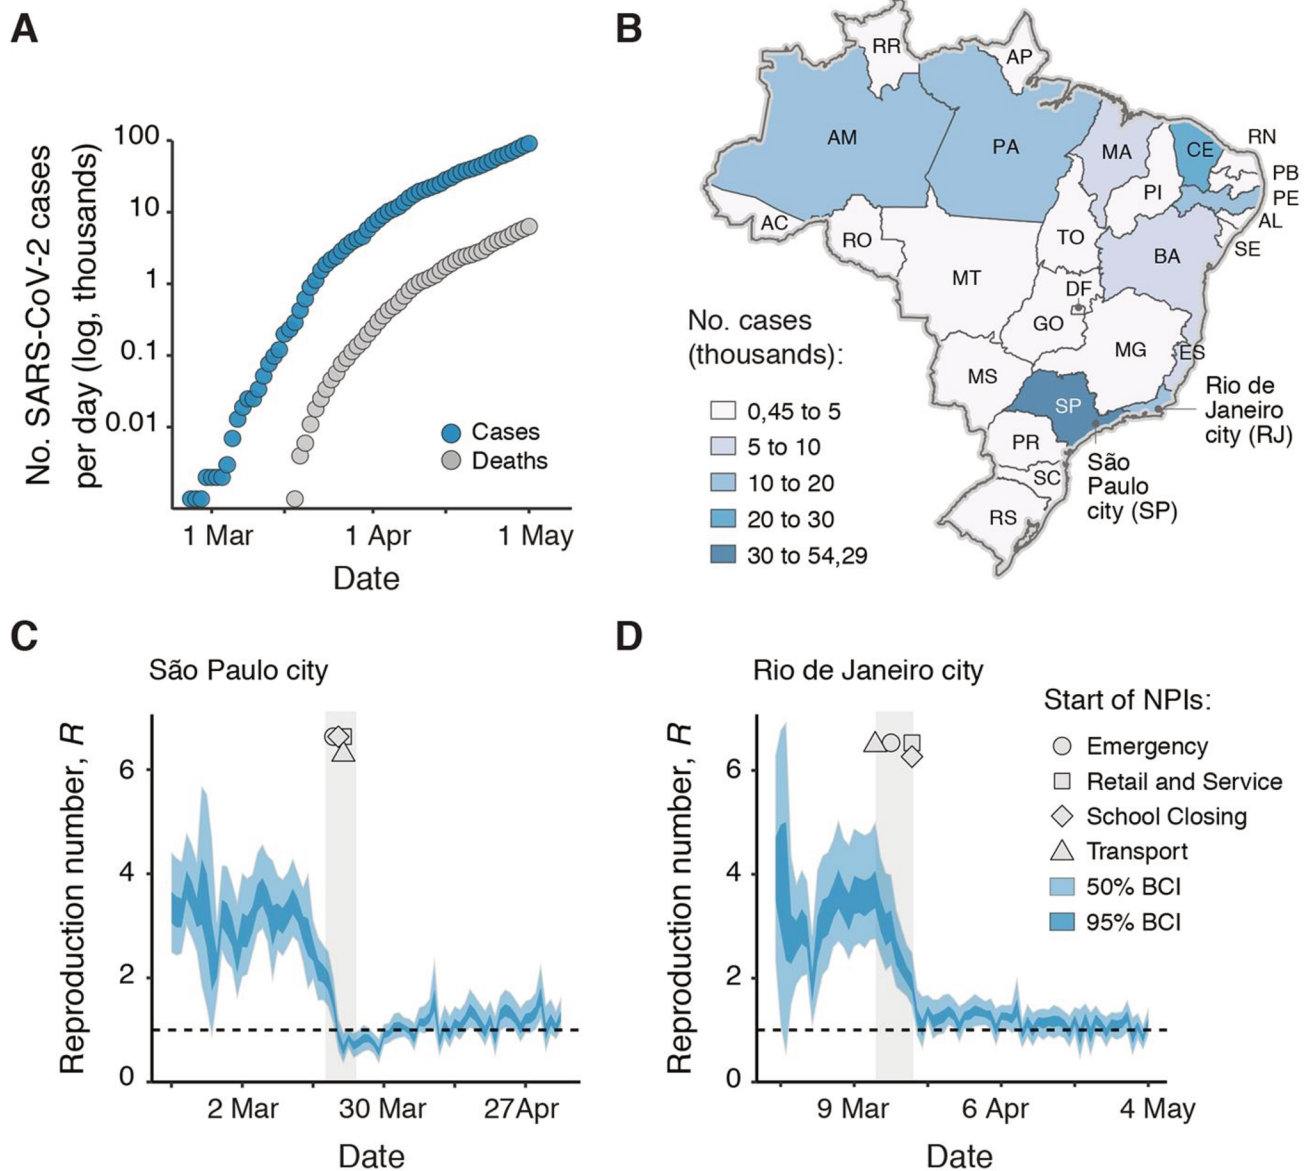 A
No. SARS-CoV-2 cases
per day (log, thousands)
100
10
1
0.1
0.01
Cases
Deaths
1 Mar
1 Apr
1 May
Date
B
RR
AP
AM
PA
MA
CE
RN
PB
PE
AL
SE
PI
AC
RO
TO
BA
MT
DF
GO
MG
ES
MS
SP
PR
SC
RS
Rio de
Janeiro
city (RJ)
São
Paulo
city (SP)
No. cases
(thousands):
0,45 to 5
5 to 10
10 to 20
20 to 30
30 to 54,29
C
São Paulo city
Reproduction number, R
6
4
2
0
2 Mar
30 Mar
27Apr
Date
D
Rio de Janeiro city
Reproduction number, R
6
4
2
0
9 Mar
6 Apr
4 May
Date
Start of NPIs:
Emergency
Retail and Service
School Closing
Transport
50% BCI
95% BCI